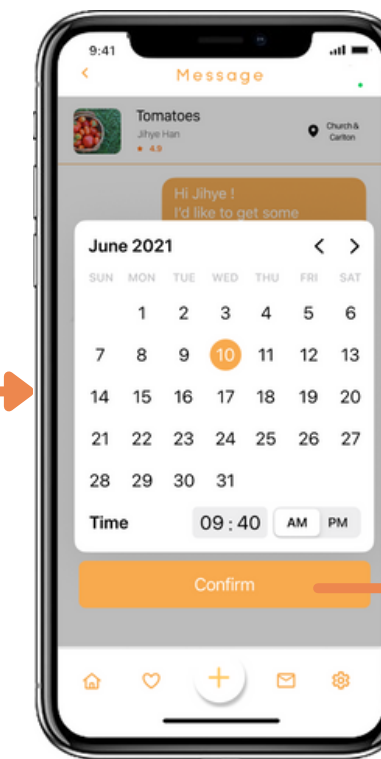 9:41
Message
Tomatoes
Jihye Han
4.9
Church &
Carlton
Hi Jihye !
I'd like to get some
June 2021
SUN MON TUE WED THU FRI SAT
1 2 3 4 5 6
7 8 9 10 11 12 13
14 15 16 17 18 19 20
21 22 23 24 25 26 27
28 29 30 31
Time 09 : 40 AM PM
Confirm